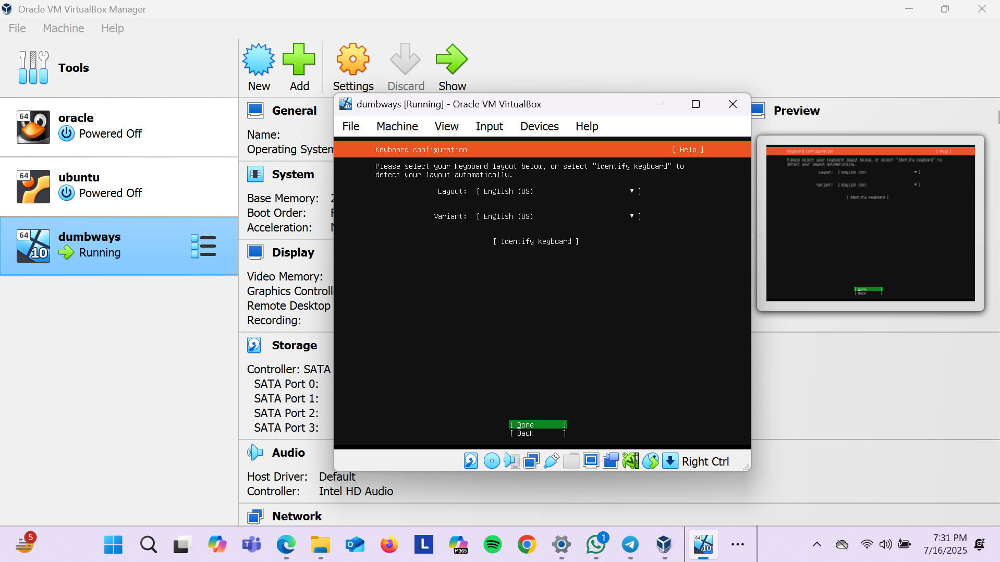 Oracle VM VirtualBox Manager
File Machine Help
Tools
New Add Settings Discard Show
64
oracle
Powered Off
64
ubuntu
Powered Off
64
10
dumbways
Running
General
Name:
Operating System
System
Base Memory:
Boot Order:
Acceleration:
Display
Video Memory:
Graphics Controll
Remote Desktop
Recording:
Storage
Controller: SATA
SATA Port 0:
SATA Port 1:
SATA Port 2:
SATA Port 3:
Audio
Host Driver: Default
Controller: Intel HD Audio
Network
Preview
dumbways [Running] - Oracle VM VirtualBox
File Machine View Input Devices Help
Keyboard configuration [ Help ]
Please select your keyboard layout below, or select "Identify keyboard" to
detect your layout automatically.
Layout: [ English (US) ▾ ]
Variant: [ English (US) ▾ ]
[ Identify keyboard ]
[ Done ]
[ Back ]
Right Ctrl
5
L
M365
1
64
10
7:31 PM
7/16/2025